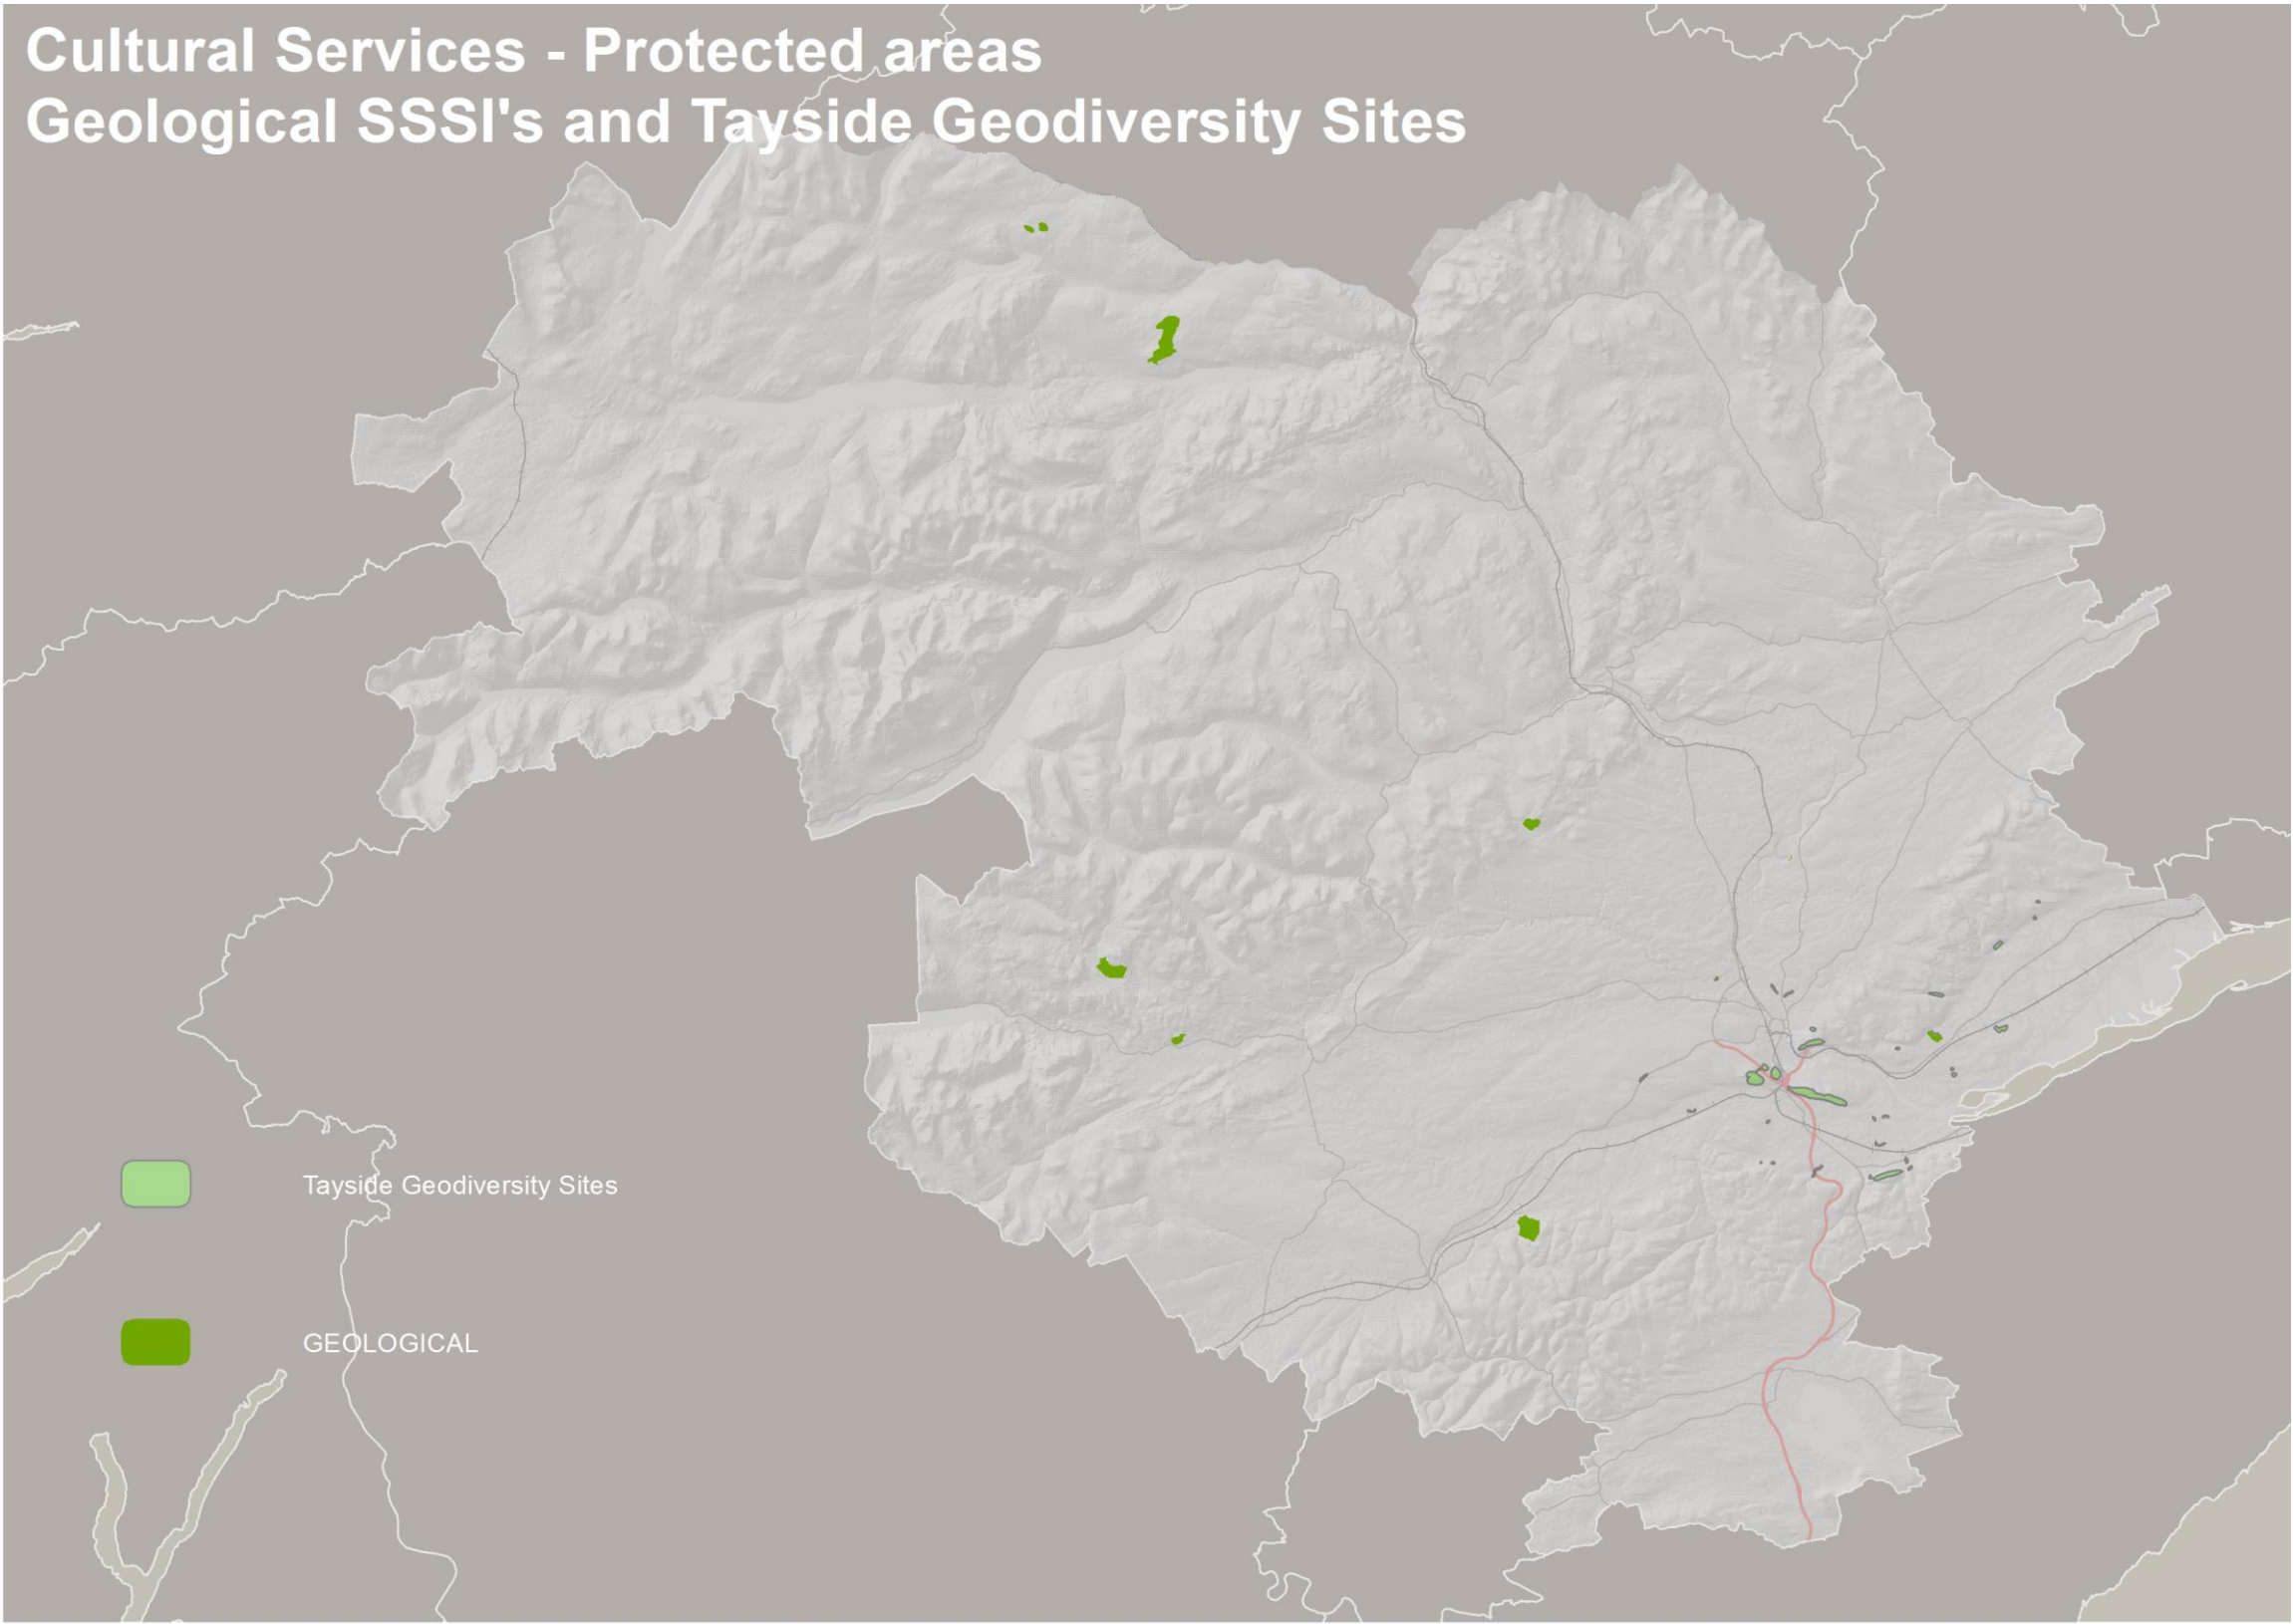 Cultural Services - Protected areas
Geological SSSI's and Tayside Geodiversity Sites
Tayside Geodiversity Sites
GEOLOGICAL